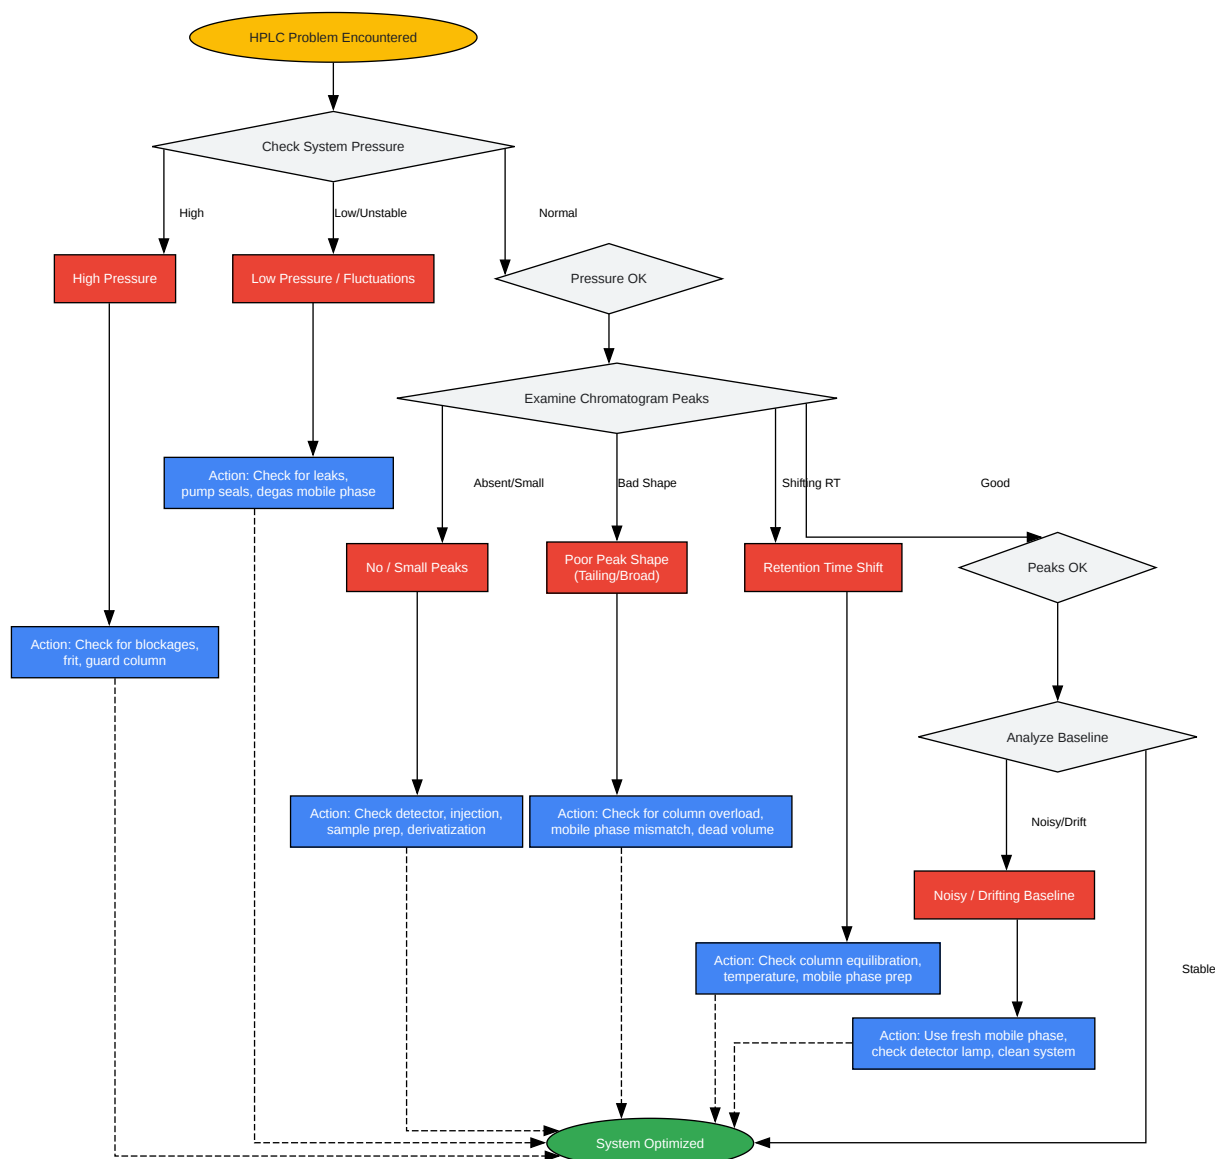 HPLC Problem Encountered
Check System Pressure
High
Low/Unstable
Normal
High Pressure
Low Pressure / Fluctuations
Pressure OK
Examine Chromatogram Peaks
Action: Check for leaks,
pump seals, degas mobile phase
Absent/Small
Bad Shape
Shifting RT
Good
No / Small Peaks
Poor Peak Shape
(Tailing/Broad)
Retention Time Shift
Peaks OK
Action: Check for blockages,
frit, guard column
Analyze Baseline
Action: Check detector, injection,
sample prep, derivatization
Action: Check for column overload,
mobile phase mismatch, dead volume
Noisy/Drift
Noisy / Drifting Baseline
Action: Check column equilibration,
temperature, mobile phase prep
Stable
Action: Use fresh mobile phase,
check detector lamp, clean system
System Optimized